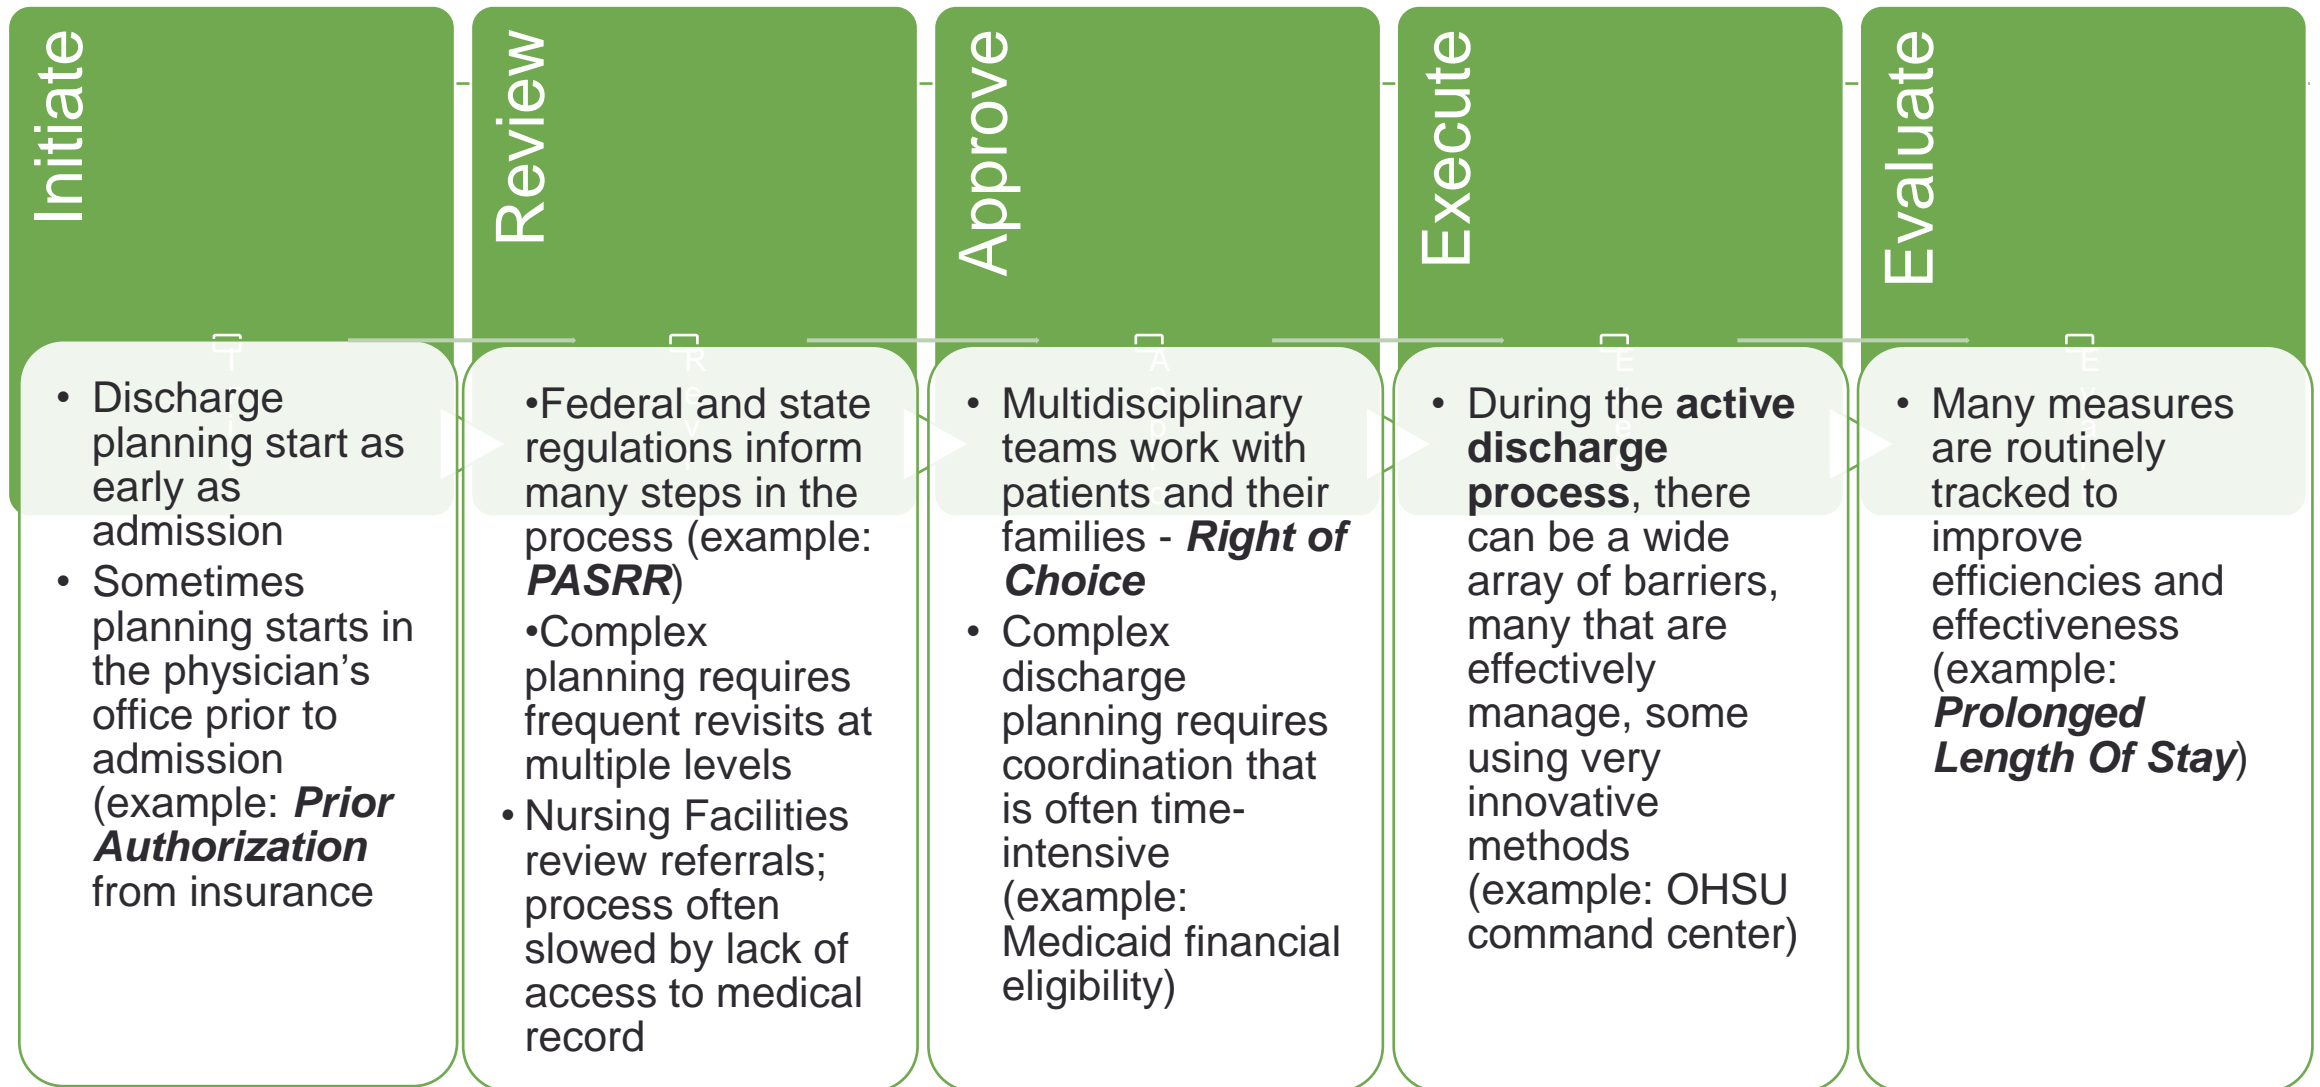 Initiate
• Discharge
planning start as
early as
admission
• Sometimes
planning starts in
the physician’s
office prior to
admission
(example: Prior
Authorization
from insurance
Review
•Federal and state
regulations inform
many steps in the
process (example:
PASRR)
•Complex
planning requires
frequent revisits at
multiple levels
• Nursing Facilities
review referrals;
process often
slowed by lack of
access to medical
record
Approve
• Multidisciplinary
teams work with
patients and their
families - Right of
Choice
• Complex
discharge
planning requires
coordination that
is often time-
intensive
(example:
Medicaid financial
eligibility)
Execute
• During the active
discharge
process, there
can be a wide
array of barriers,
many that are
effectively
manage, some
using very
innovative
methods
(example: OHSU
command center)
Evaluate
• Many measures
are routinely
tracked to
improve
efficiencies and
effectiveness
(example:
Prolonged
Length Of Stay)